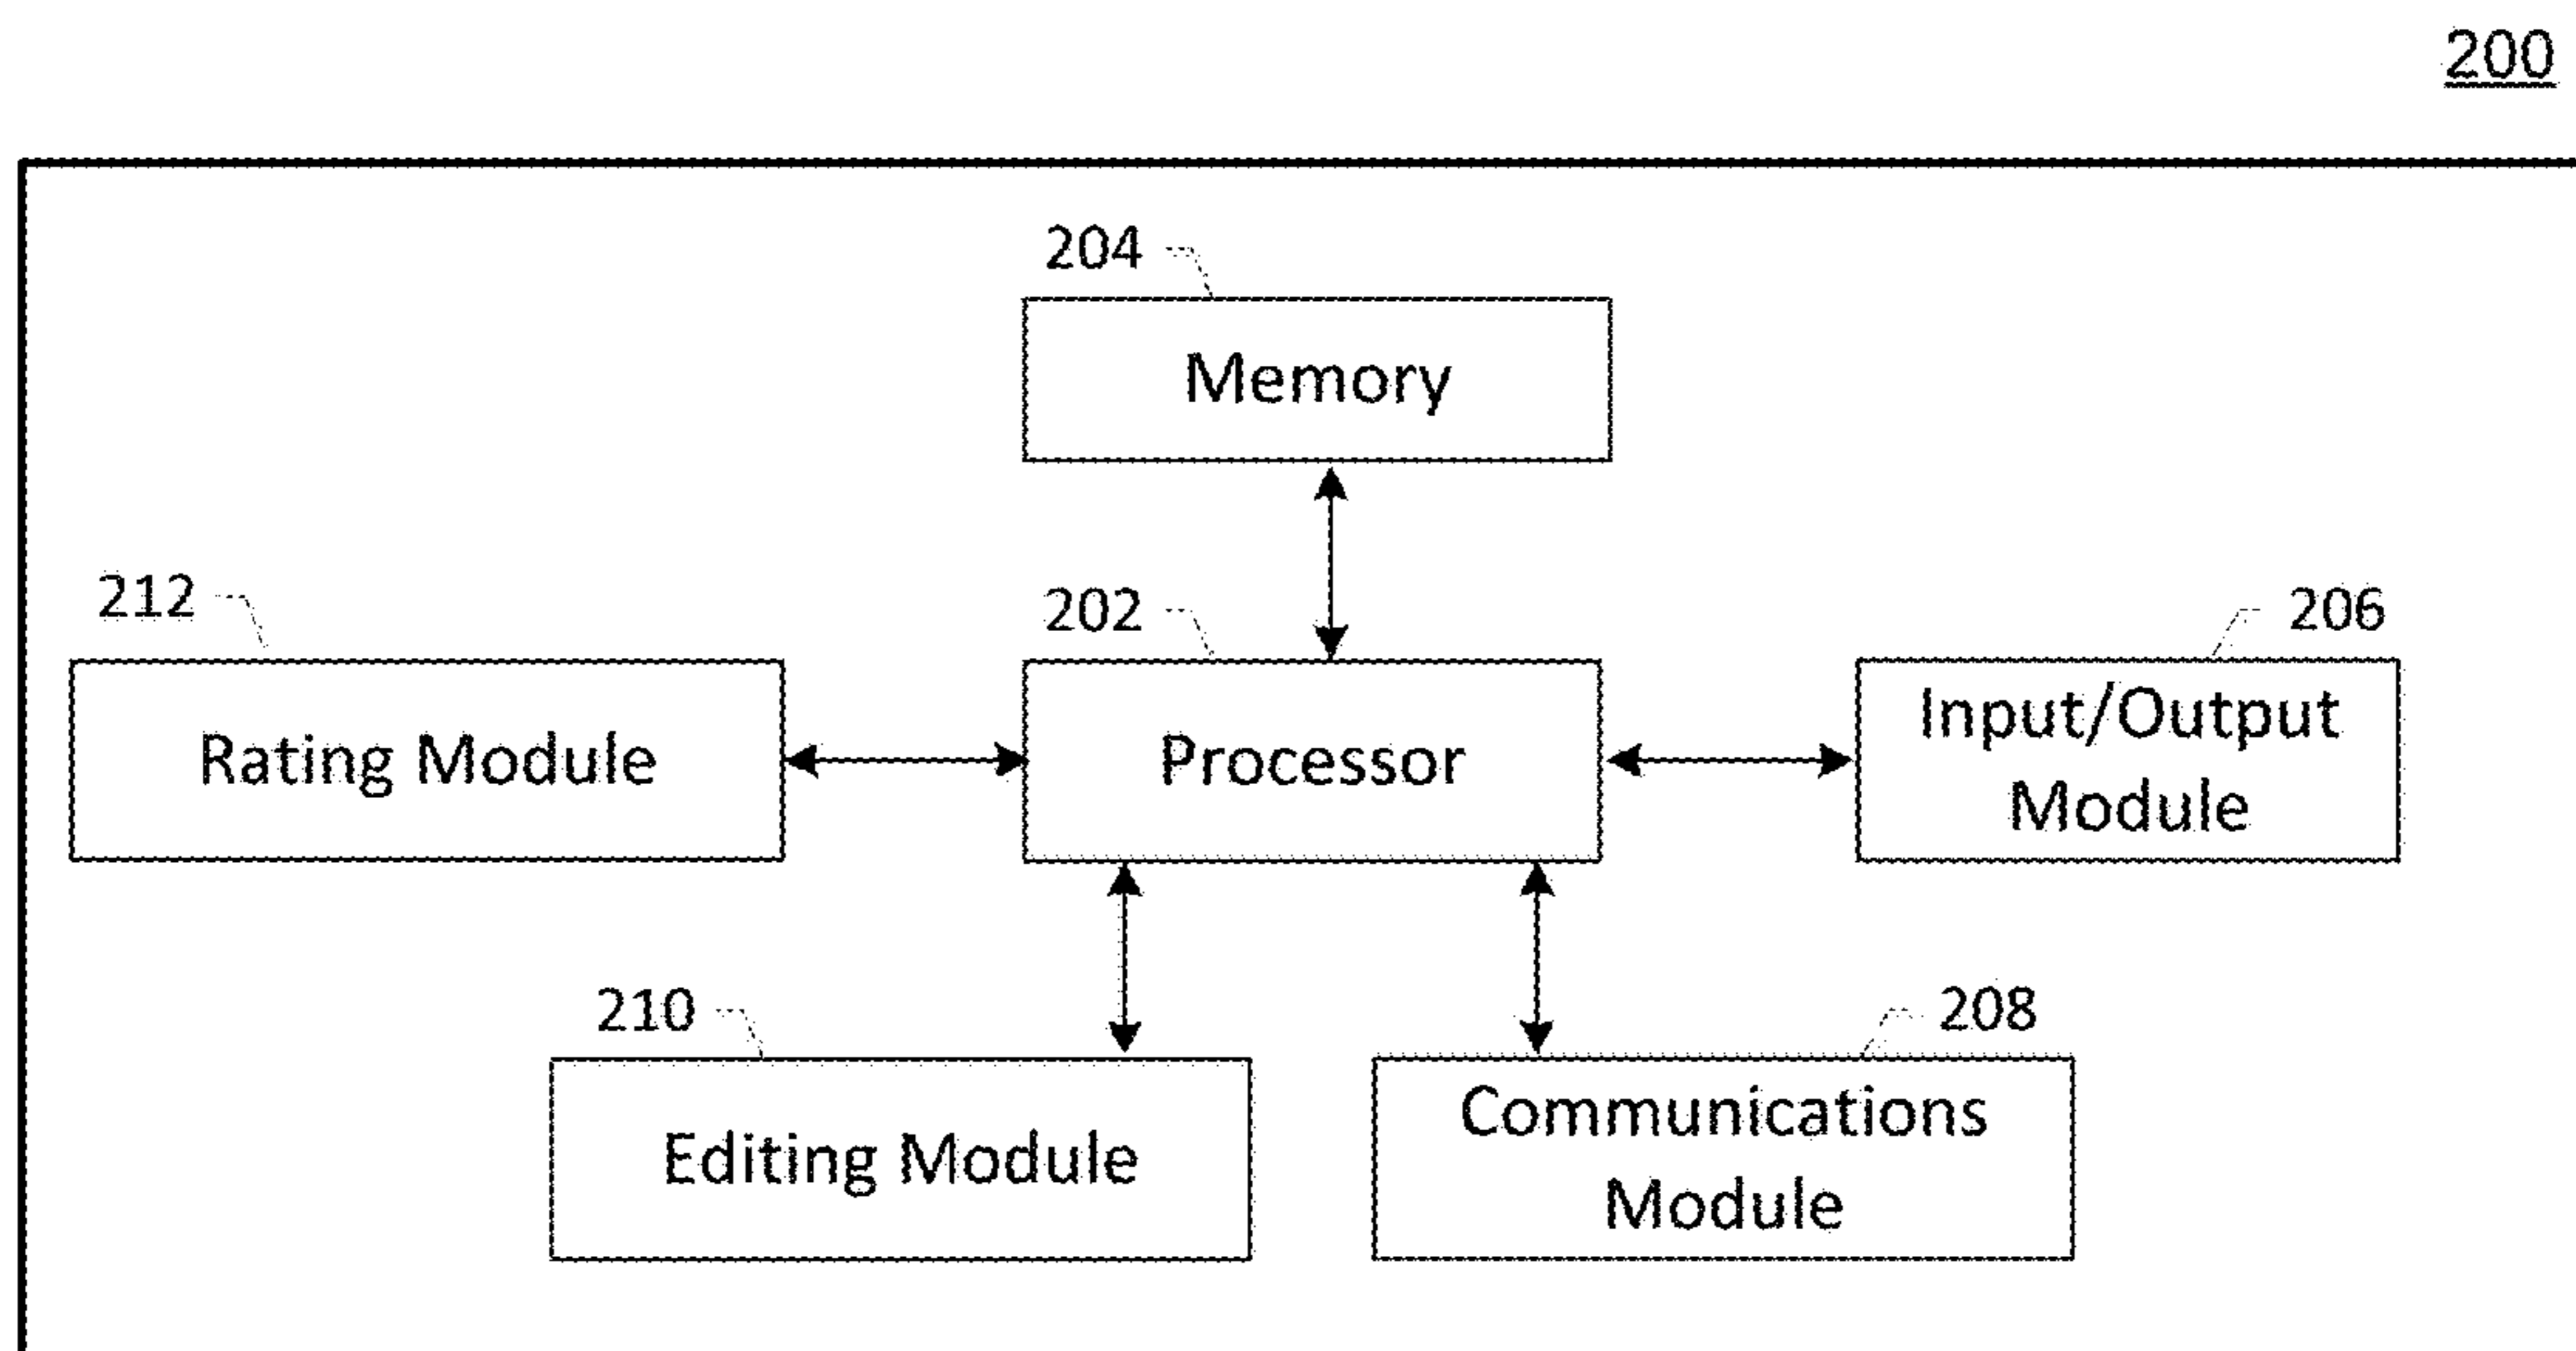 200
204
Memory
212
202
206
Rating Module
Processor
Input/Output
Module
210
208
Editing Module
Communications
Module